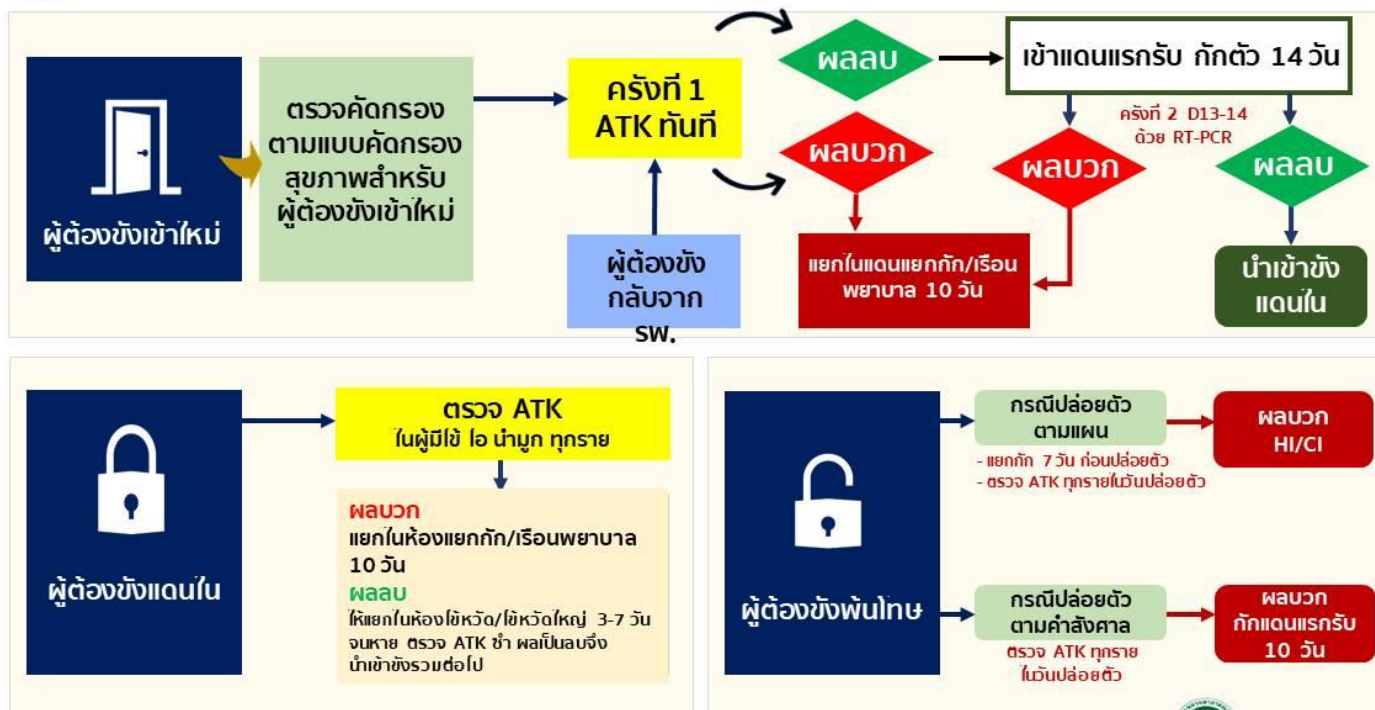 ผู้ต้องขังเข้าใหม่
ตรวจคัดกรอง
ตามแบบคัดกรอง
สุขภาพสำหรับ
ผู้ต้องขังเข้าใหม่
ครั้งที่ 1
ATK ทันที
ผู้ต้องขัง
กลับจาก
รพ.
ผลลบ
ผลบวก
เข้าแดนแรกรับ กักตัว 14 วัน
ครั้งที่ 2 D13-14
ด้วย RT-PCR
ผลบวก
ผลลบ
แยกในแดนแยกกัก/เรือน
พยาบาล 10 วัน
นำเข้าขัง
แดนใน
ผู้ต้องขังแดนใน
ตรวจ ATK
ในผู้มีไข้ ไอ น้ำมูก ทุกราย
ผลบวก
แยกในห้องแยกกัก/เรือนพยาบาล
10 วัน
ผลลบ
ให้แยกในห้องไข้หวัด/ไข้หวัดใหญ่ 3-7 วัน
จนหาย ตรวจ ATK ซ้ำ ผลเป็นลบจึง
นำเข้าขังรวมต่อไป
ผู้ต้องขังพ้นโทษ
กรณีปล่อยตัว
ตามแผน
- แยกกัก 7 วัน ก่อนปล่อยตัว
- ตรวจ ATK ทุกรายในวันปล่อยตัว
ผลบวก
HI/CI
กรณีปล่อยตัว
ตามคำสั่งศาล
ตรวจ ATK ทุกราย
ในวันปล่อยตัว
ผลบวก
กักแดนแรกรับ
10 วัน